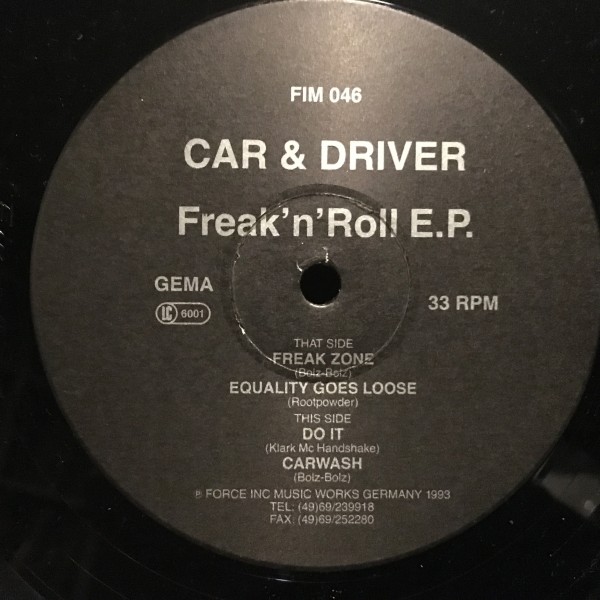 FIM 046
CAR & DRIVER
Freak'n'Roll E.P.
GEMA
LC 6001
33 RPM
THAT SIDE
FREAK ZONE
(Bolz-Bolz)
EQUALITY GOES LOOSE
(Rootpowder)
THIS SIDE
DO IT
(Klark Mc Handshake)
CARWASH
(Bolz-Bolz)
℗ FORCE INC MUSIC WORKS GERMANY 1993
TEL: (49)69/239918
FAX: (49)69/252280